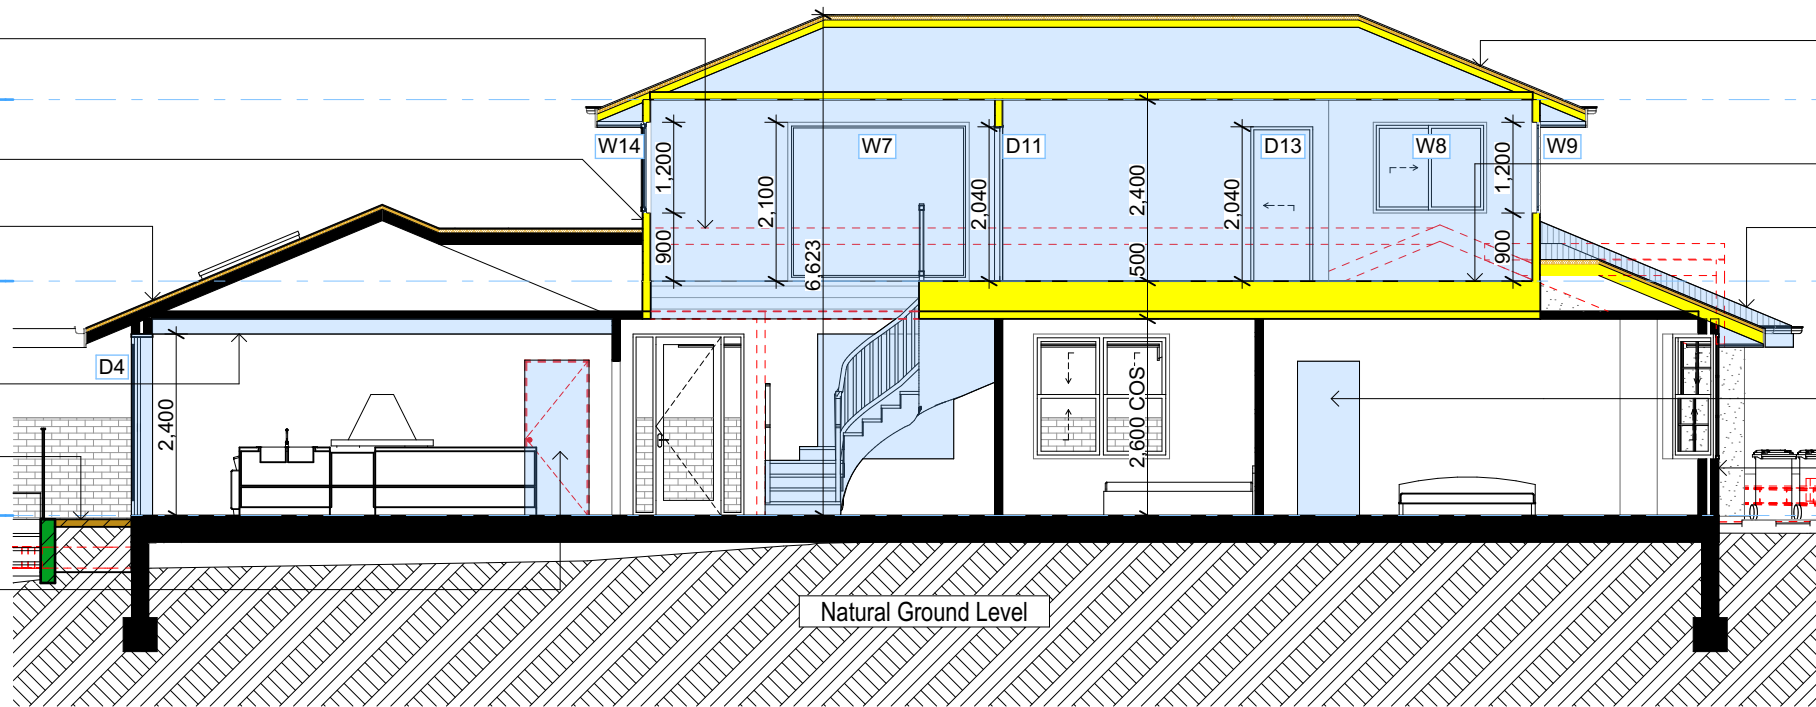 W14
1,200
900
2,100
W7
6,623
2,040
D11
2,400
500
2,040
D13
W8
1,200
900
W9
D4
2,400
2,600 COS
Natural Ground Level